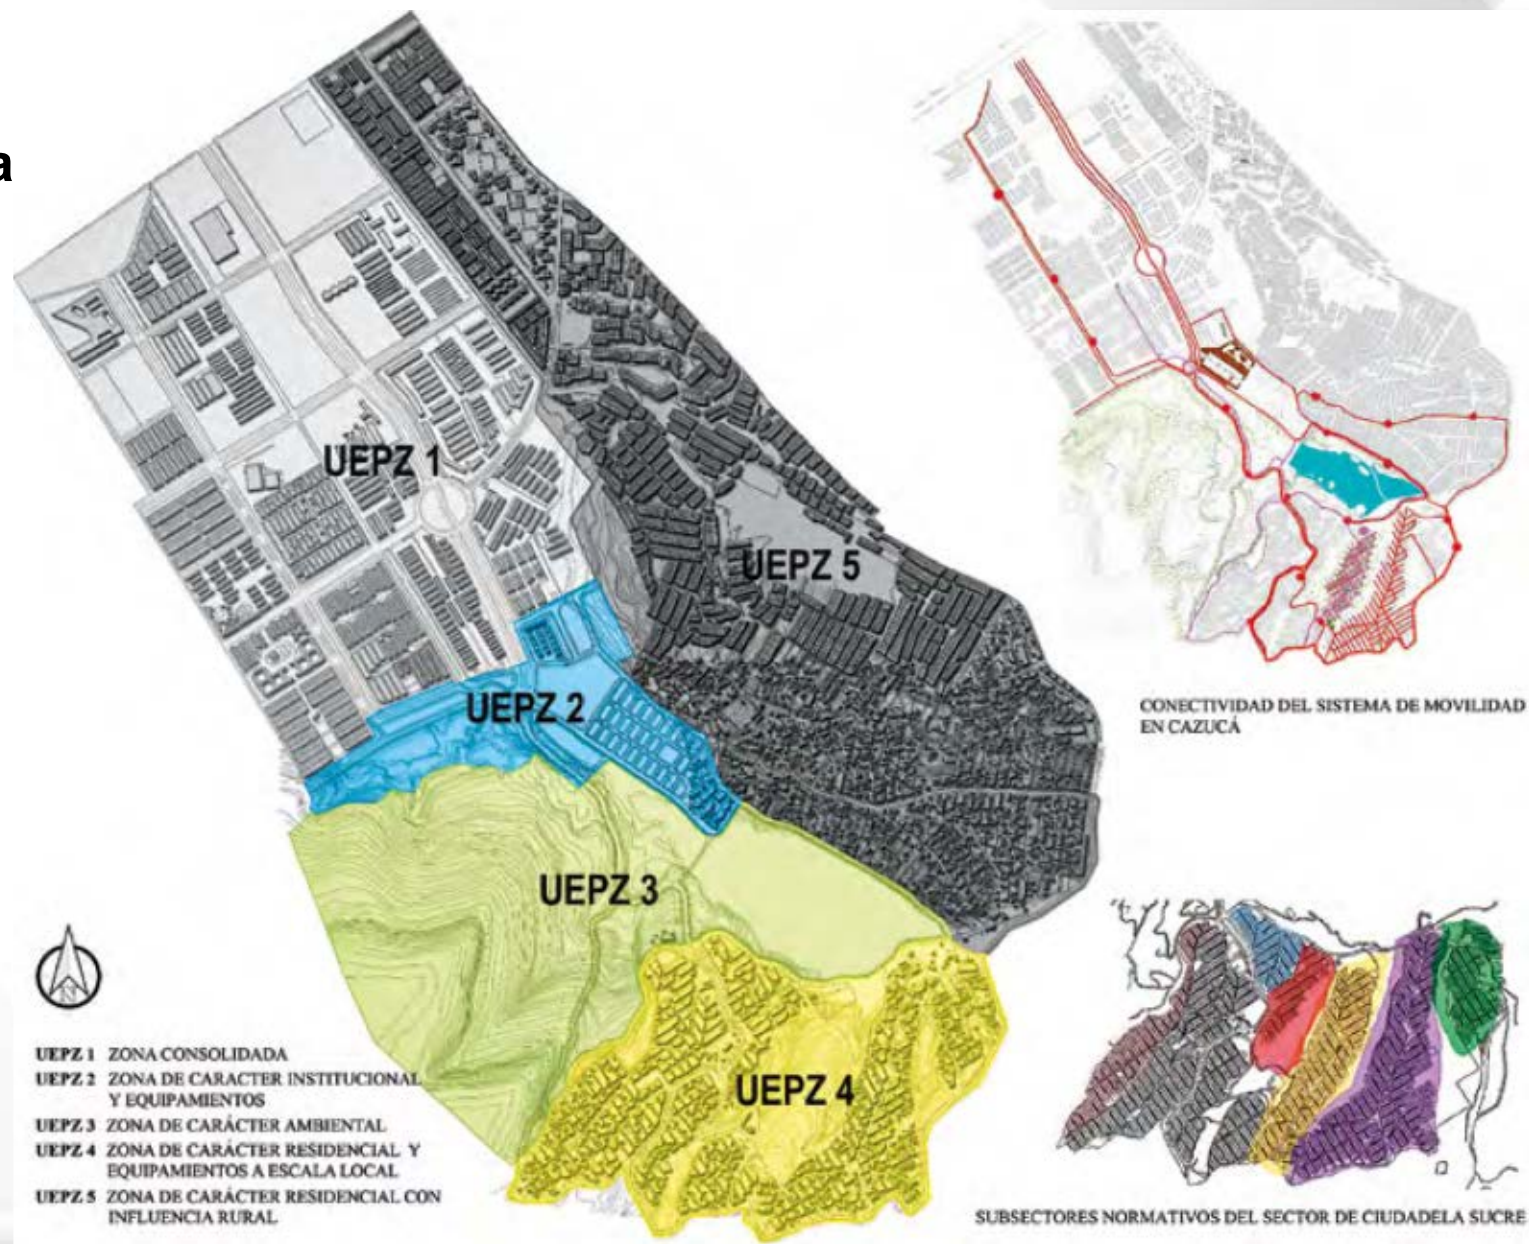 a
UEPZ 1
UEPZ 5
UEPZ 2
UEPZ 3
UEPZ 4
CONECTIVIDAD DEL SISTEMA DE MOVILIDAD
EN CAZUCÁ
N
UEPZ 1 ZONA CONSOLIDADA
UEPZ 2 ZONA DE CARACTER INSTITUCIONAL
Y EQUIPAMIENTOS
UEPZ 3 ZONA DE CARÁCTER AMBIENTAL
UEPZ 4 ZONA DE CARÁCTER RESIDENCIAL Y
EQUIPAMIENTOS A ESCALA LOCAL
UEPZ 5 ZONA DE CARÁCTER RESIDENCIAL CON
INFLUENCIA RURAL
SUBSECTORES NORMATIVOS DEL SECTOR DE CIUDADELA SUCRE